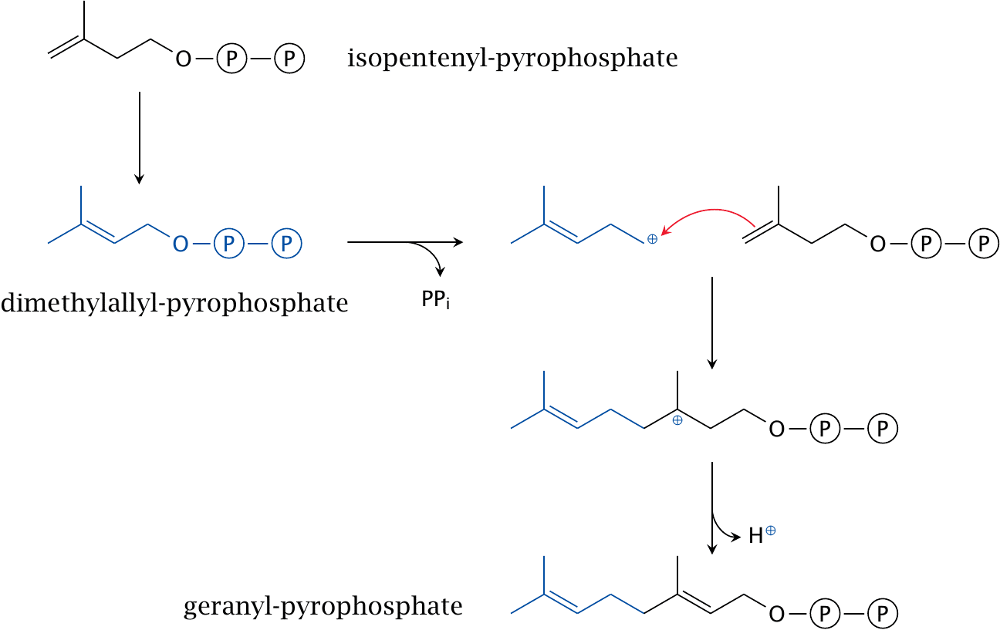 O P P isopentenyl-pyrophosphate
O P P
⊕
O P P
dimethylallyl-pyrophosphate
PPi
⊕
O P P
H⊕
geranyl-pyrophosphate
O P P